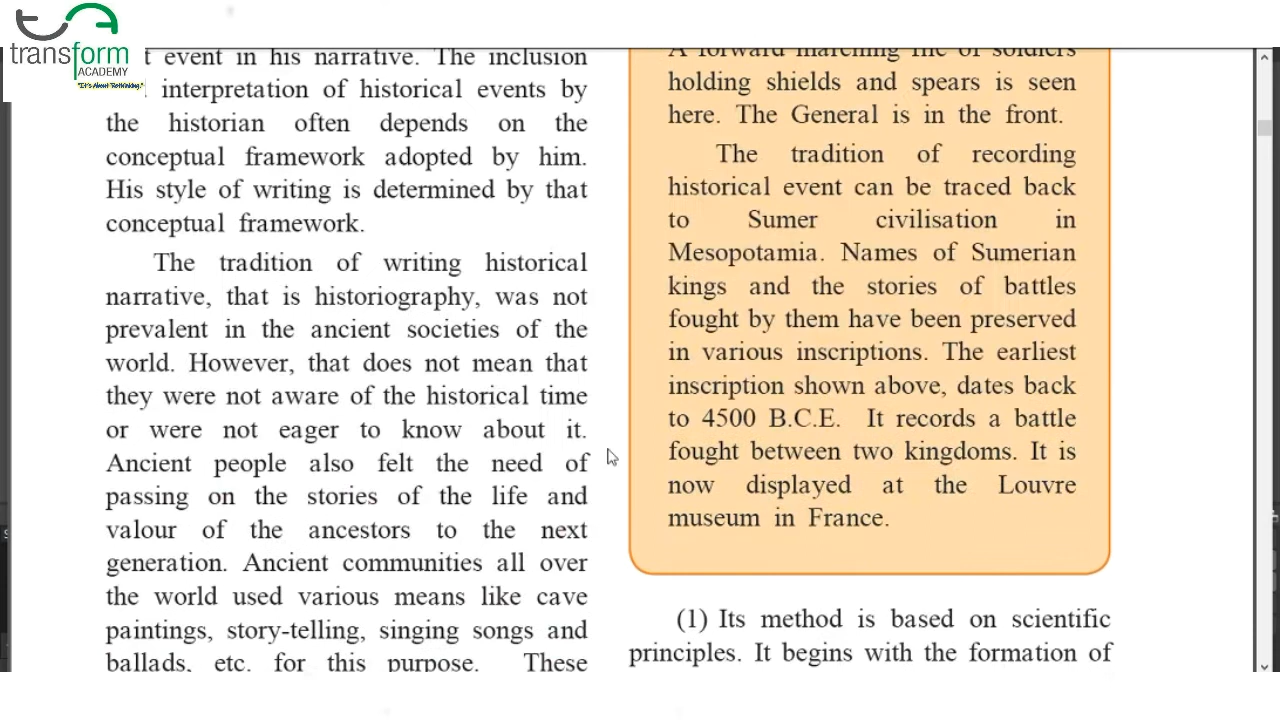 transform
ACADEMY
"It's About Rethinking."
t event in his narrative. The inclusion
interpretation of historical events by
the historian often depends on the
conceptual framework adopted by him.
His style of writing is determined by that
conceptual framework.
The tradition of writing historical
narrative, that is historiography, was not
prevalent in the ancient societies of the
world. However, that does not mean that
they were not aware of the historical time
or were not eager to know about it.
Ancient people also felt the need of
passing on the stories of the life and
valour of the ancestors to the next
generation. Ancient communities all over
the world used various means like cave
paintings, story-telling, singing songs and
ballads, etc. for this purpose. These
A forward marching file of soldiers
holding shields and spears is seen
here. The General is in the front.
The tradition of recording
historical event can be traced back
to Sumer civilisation in
Mesopotamia. Names of Sumerian
kings and the stories of battles
fought by them have been preserved
in various inscriptions. The earliest
inscription shown above, dates back
to 4500 B.C.E. It records a battle
fought between two kingdoms. It is
now displayed at the Louvre
museum in France.
(1) Its method is based on scientific
principles. It begins with the formation of